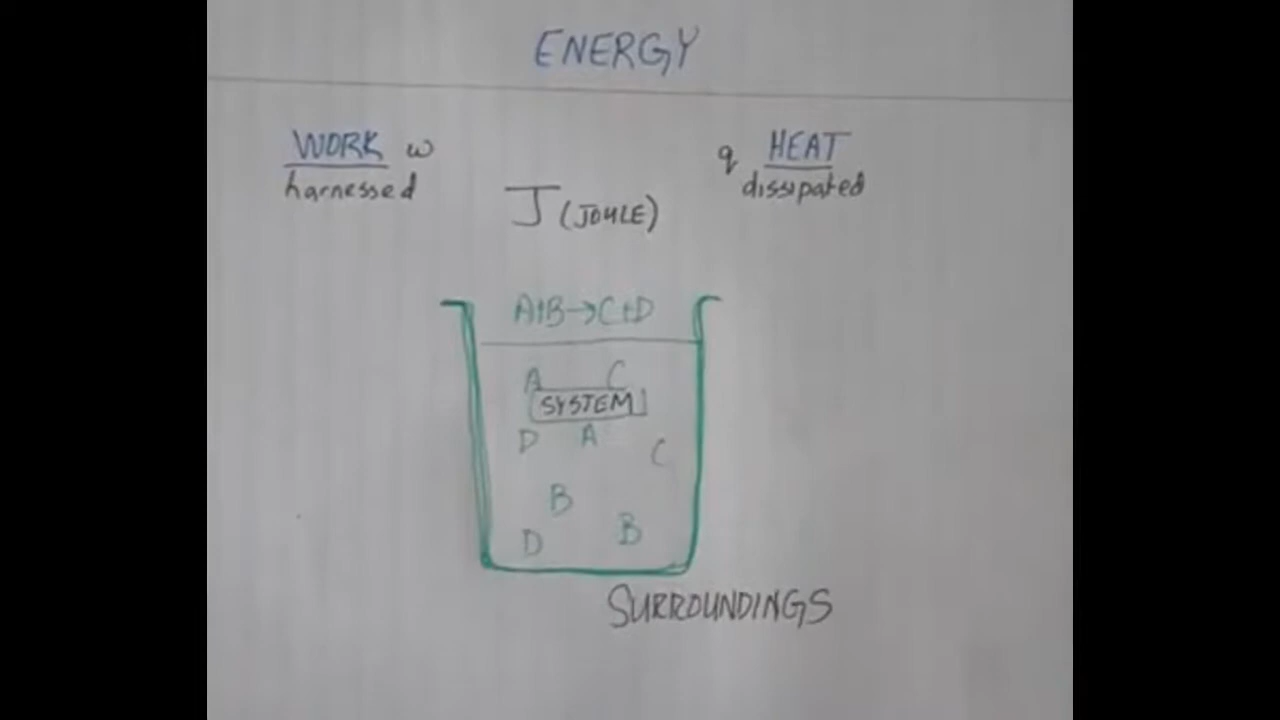 ENERGY
WORK w
harnessed
q HEAT
dissipated
J (JOULE)
A+B→C+D
A C
SYSTEM
D A
C
B
D B
SURROUNDINGS